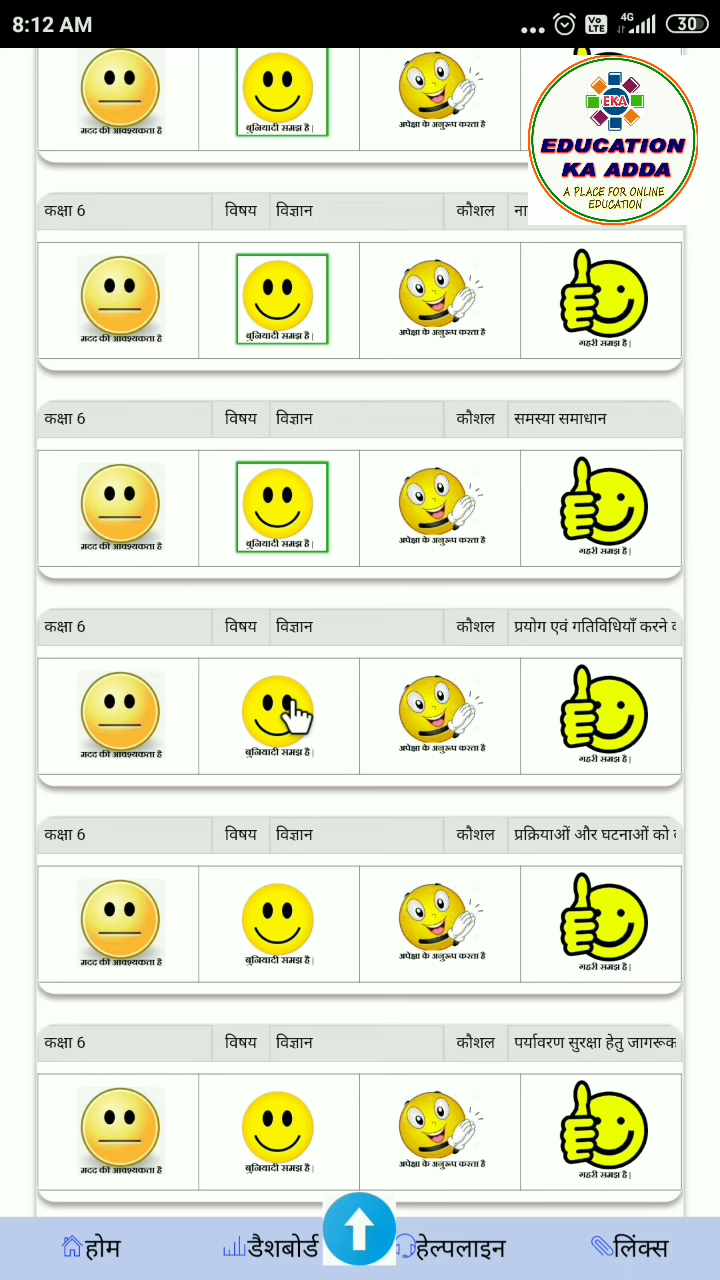 8:12 AM
4G
Vo LTE
30
मदद की आवश्यकता है
बुनियादी समझ है|
अपेक्षा के अनुरूप करता है
EKA
EDUCATION
KA ADDA
A PLACE FOR ONLINE
EDUCATION
कक्षा 6 विषय विज्ञान कौशल
मदद की आवश्यकता है
बुनियादी समझ है|
अपेक्षा के अनुरूप करता है
गहरी समझ है|
कक्षा 6 विषय विज्ञान कौशल समस्या समाधान
मदद की आवश्यकता है
बुनियादी समझ है|
अपेक्षा के अनुरूप करता है
गहरी समझ है|
कक्षा 6 विषय विज्ञान कौशल प्रयोग एवं गतिविधियाँ करने
मदद की आवश्यकता है
बुनियादी समझ है|
अपेक्षा के अनुरूप करता है
गहरी समझ है|
कक्षा 6 विषय विज्ञान कौशल प्रक्रियाओं और घटनाओं को
मदद की आवश्यकता है
बुनियादी समझ है|
अपेक्षा के अनुरूप करता है
गहरी समझ है|
कक्षा 6 विषय विज्ञान कौशल पर्यावरण सुरक्षा हेतु जागरूक
मदद की आवश्यकता है
बुनियादी समझ है|
अपेक्षा के अनुरूप करता है
गहरी समझ है|
होम डैशबोर्ड हेल्पलाइन लिंक्स